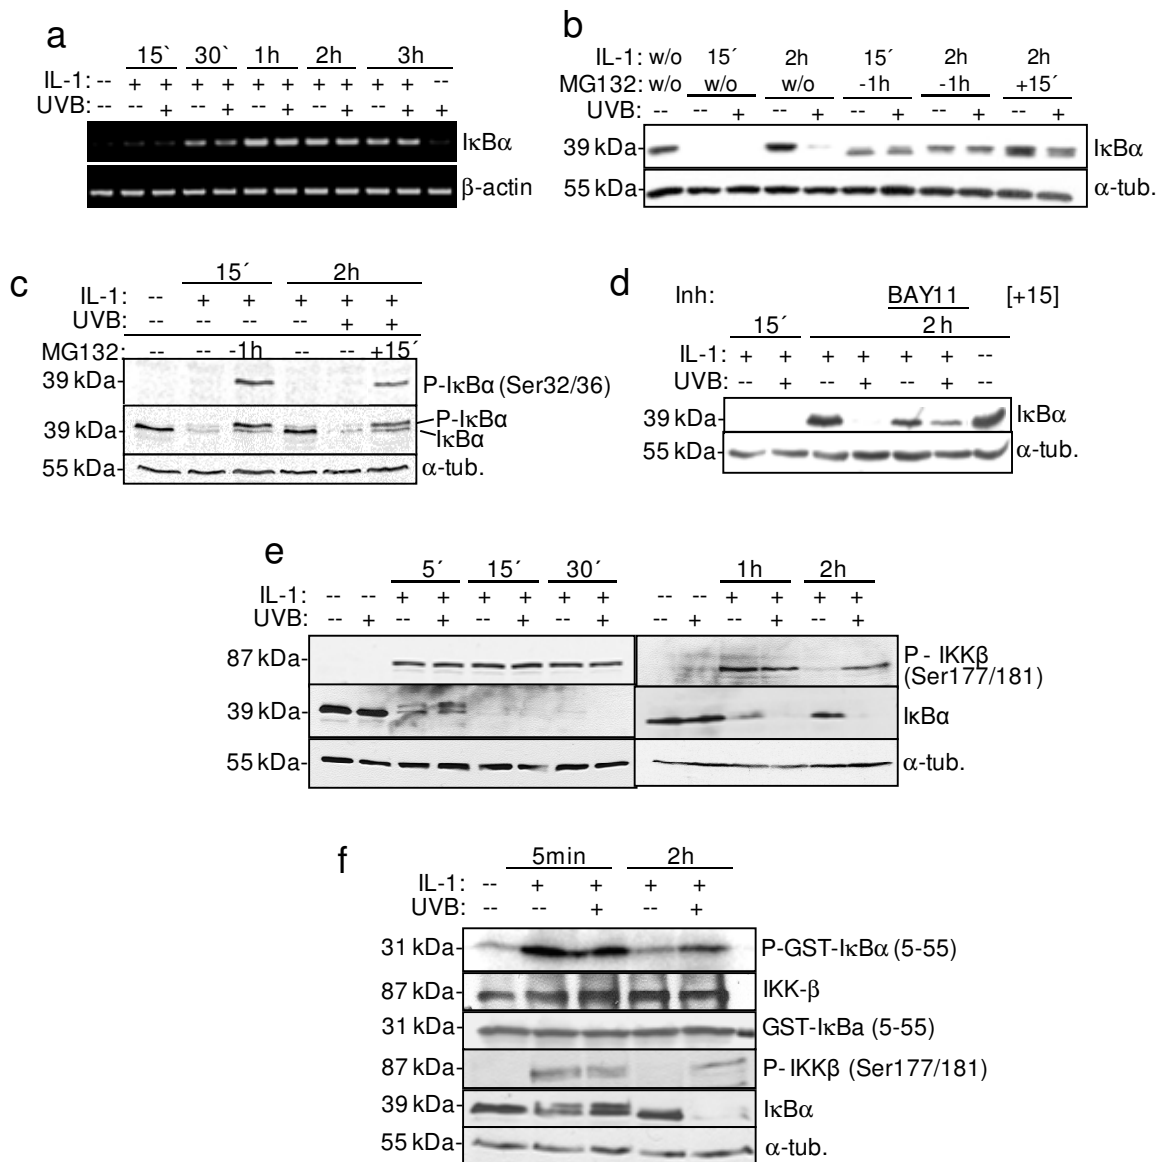 a
15` 30` 1h 2h 3h
IL-1: -- + + + + + + + + + + --
UVB: -- -- + -- + -- + -- + -- + +
IκBα
β-actin
b
IL-1: w/o 15´ 2h 15´ 2h 2h
MG132: w/o w/o w/o -1h -1h +15´
UVB: -- -- + -- + -- + -- + -- +
39 kDa- IκBα
55 kDa- α-tub.
c
15´ 2h
IL-1: -- + + + + +
UVB: -- -- -- -- + +
MG132: -- -- -1h -- -- +15´
39 kDa- P-IκBα (Ser32/36)
P-IκBα
39 kDa- IκBα
55 kDa- α-tub.
d
Inh: BAY11 [+15]
15´ 2h
IL-1: + + + + + + --
UVB: -- + -- + -- + --
39 kDa- IκBα
55 kDa- α-tub.
e
5´ 15´ 30´ 1h 2h
IL-1: -- -- + + + + + + -- -- + + + +
UVB: -- + -- + -- + -- + -- + -- + -- +
87 kDa- P- IKKβ
(Ser177/181)
39 kDa- IκBα
55 kDa- α-tub.
f
5min 2h
IL-1: -- + + + +
UVB: -- -- + -- +
31 kDa- P-GST-IκBα (5-55)
87 kDa- IKK-β
31 kDa- GST-IκBa (5-55)
87 kDa- P- IKKβ (Ser177/181)
39 kDa- IκBα
55 kDa- α-tub.